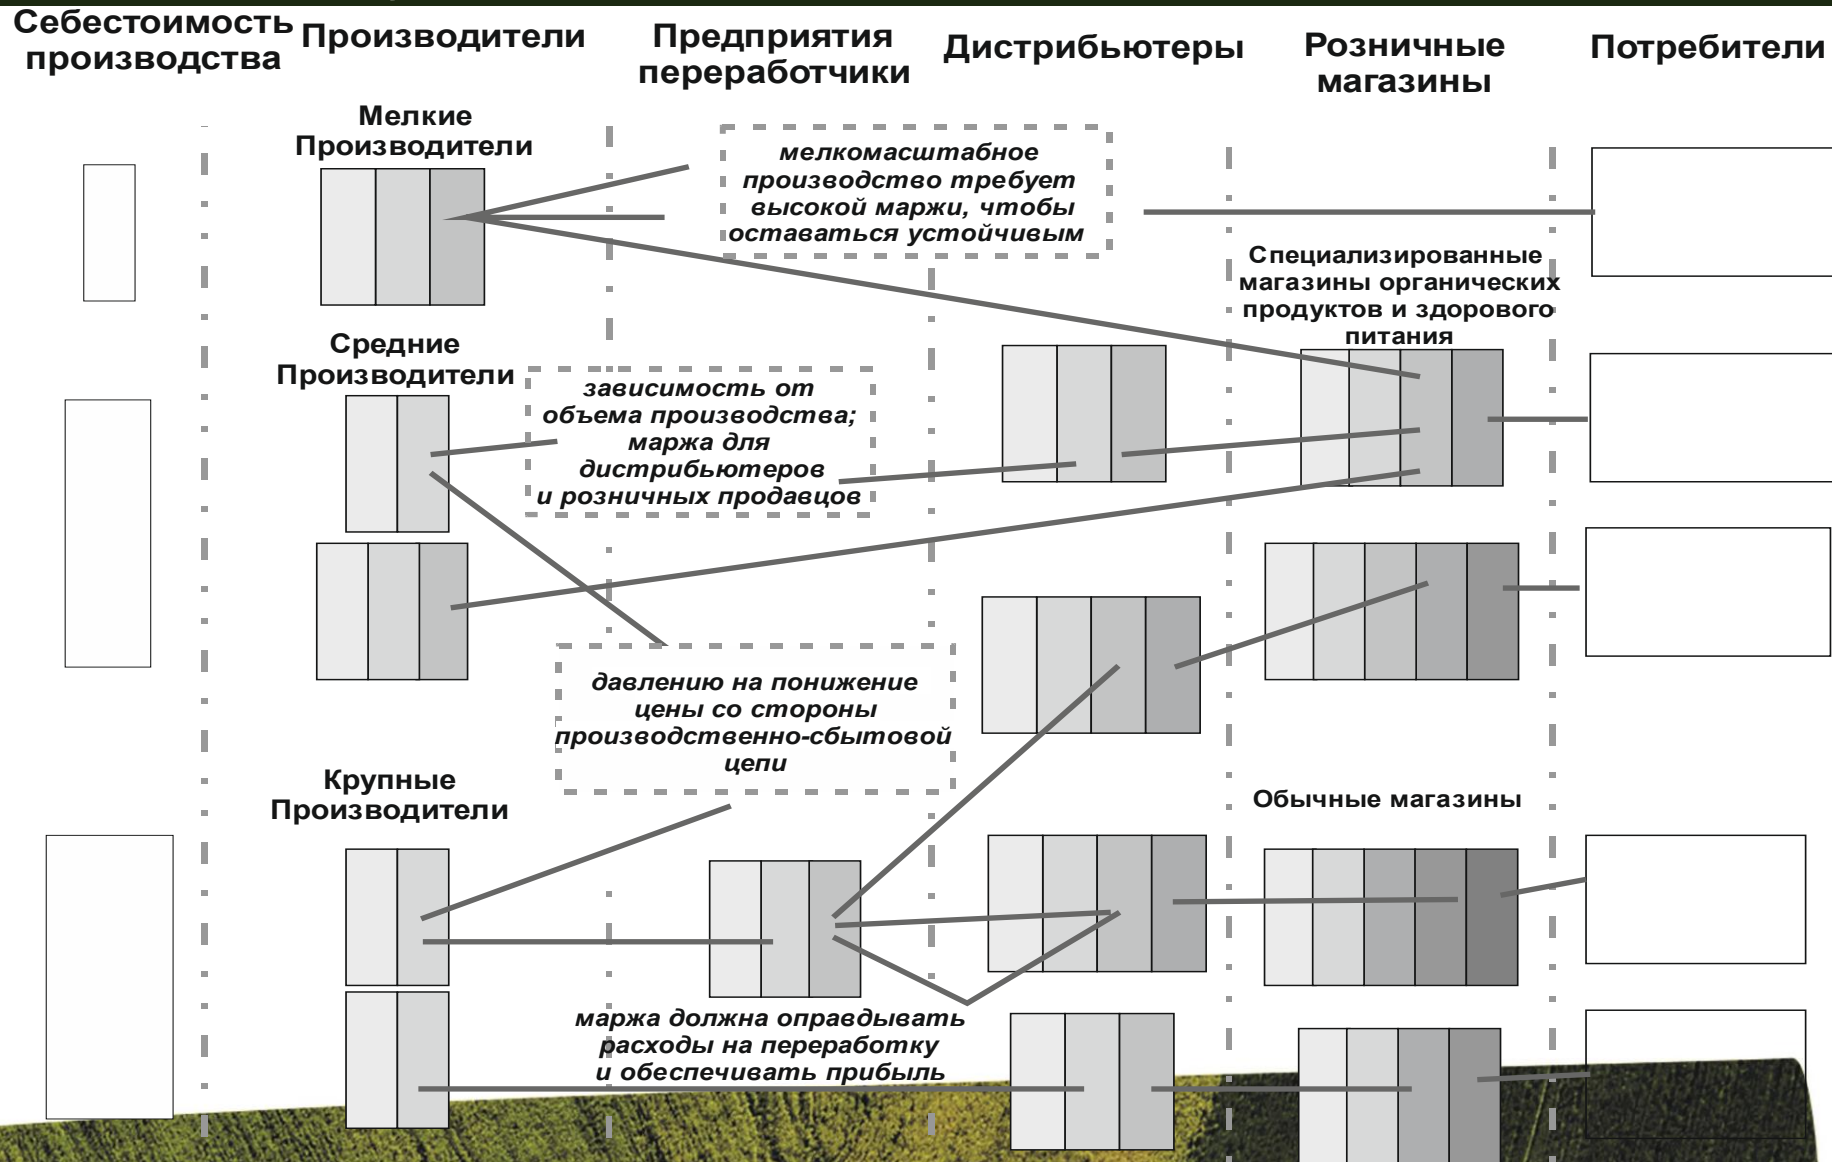 Себестоимость
производства
Производители
Предприятия
переработчики
Дистрибьютеры
Розничные
магазины
Потребители
Мелкие
Производители
мелкомасштабное
производство требует
высокой маржи, чтобы
оставаться устойчивым
Специализированные
магазины органических
продуктов и здорового
питания
Средние
Производители
зависимость от
объема производства;
маржа для
дистрибьютеров
и розничных продавцов
давлению на понижение
цены со стороны
производственно-сбытовой
цепи
Крупные
Производители
Обычные магазины
маржа должна оправдывать
расходы на переработку
и обеспечивать прибыль